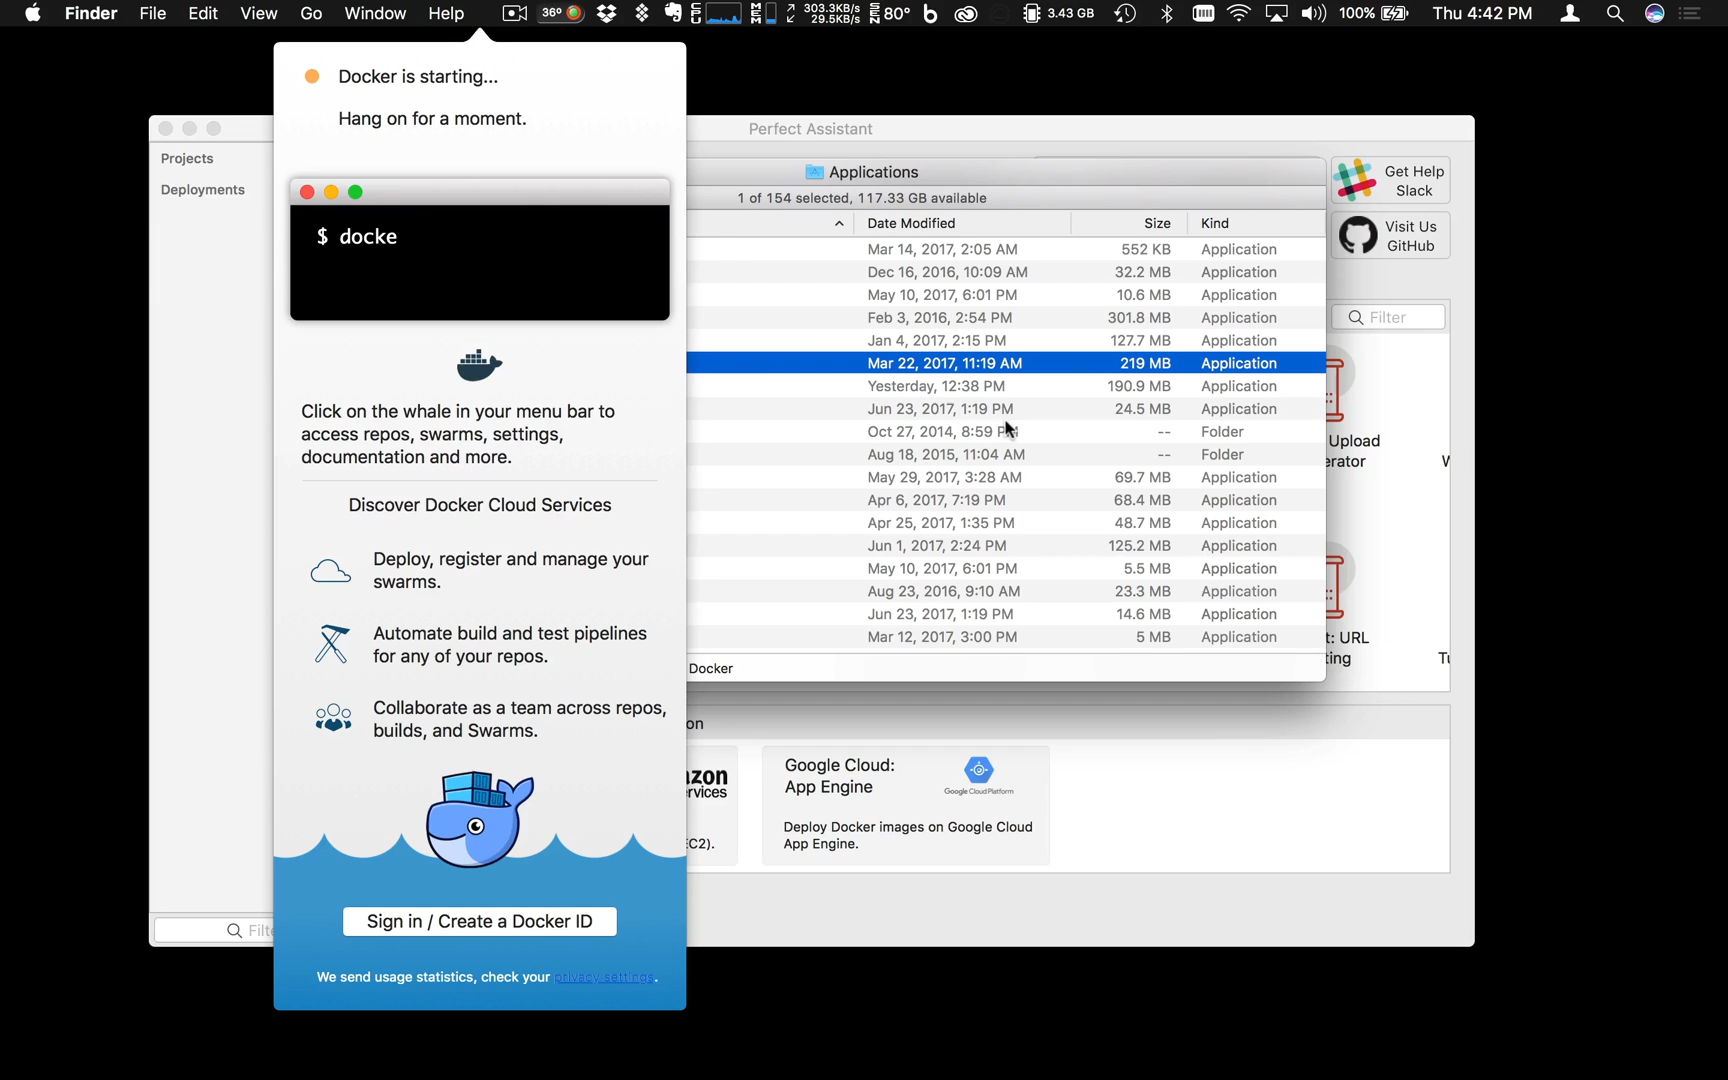 Finder File Edit View Go Window Help
36° 303.3KB/s 29.5KB/s 80° 3.43 GB 100% Thu 4:42 PM
Docker is starting...
Hang on for a moment.
$ docke
Click on the whale in your menu bar to
access repos, swarms, settings,
documentation and more.
Discover Docker Cloud Services
Deploy, register and manage your
swarms.
Automate build and test pipelines
for any of your repos.
Collaborate as a team across repos,
builds, and Swarms.
Sign in / Create a Docker ID
We send usage statistics, check your privacy settings.
Perfect Assistant
Projects
Deployments
Applications
1 of 154 selected, 117.33 GB available
Date Modified Size Kind
Mar 14, 2017, 2:05 AM 552 KB Application
Dec 16, 2016, 10:09 AM 32.2 MB Application
May 10, 2017, 6:01 PM 10.6 MB Application
Feb 3, 2016, 2:54 PM 301.8 MB Application
Jan 4, 2017, 2:15 PM 127.7 MB Application
Mar 22, 2017, 11:19 AM 219 MB Application
Yesterday, 12:38 PM 190.9 MB Application
Jun 23, 2017, 1:19 PM 24.5 MB Application
Oct 27, 2014, 8:59 PM -- Folder
Aug 18, 2015, 11:04 AM -- Folder
May 29, 2017, 3:28 AM 69.7 MB Application
Apr 6, 2017, 7:19 PM 68.4 MB Application
Apr 25, 2017, 1:35 PM 48.7 MB Application
Jun 1, 2017, 2:24 PM 125.2 MB Application
May 10, 2017, 6:01 PM 5.5 MB Application
Aug 23, 2016, 9:10 AM 23.3 MB Application
Jun 23, 2017, 1:19 PM 14.6 MB Application
Mar 12, 2017, 3:00 PM 5 MB Application
Docker
Get Help
Slack
Visit Us
GitHub
Filter
Upload
erator
t: URL
ting
on
zon
rvices
EC2).
Google Cloud:
App Engine
Google Cloud Platform
Deploy Docker images on Google Cloud
App Engine.
Filte